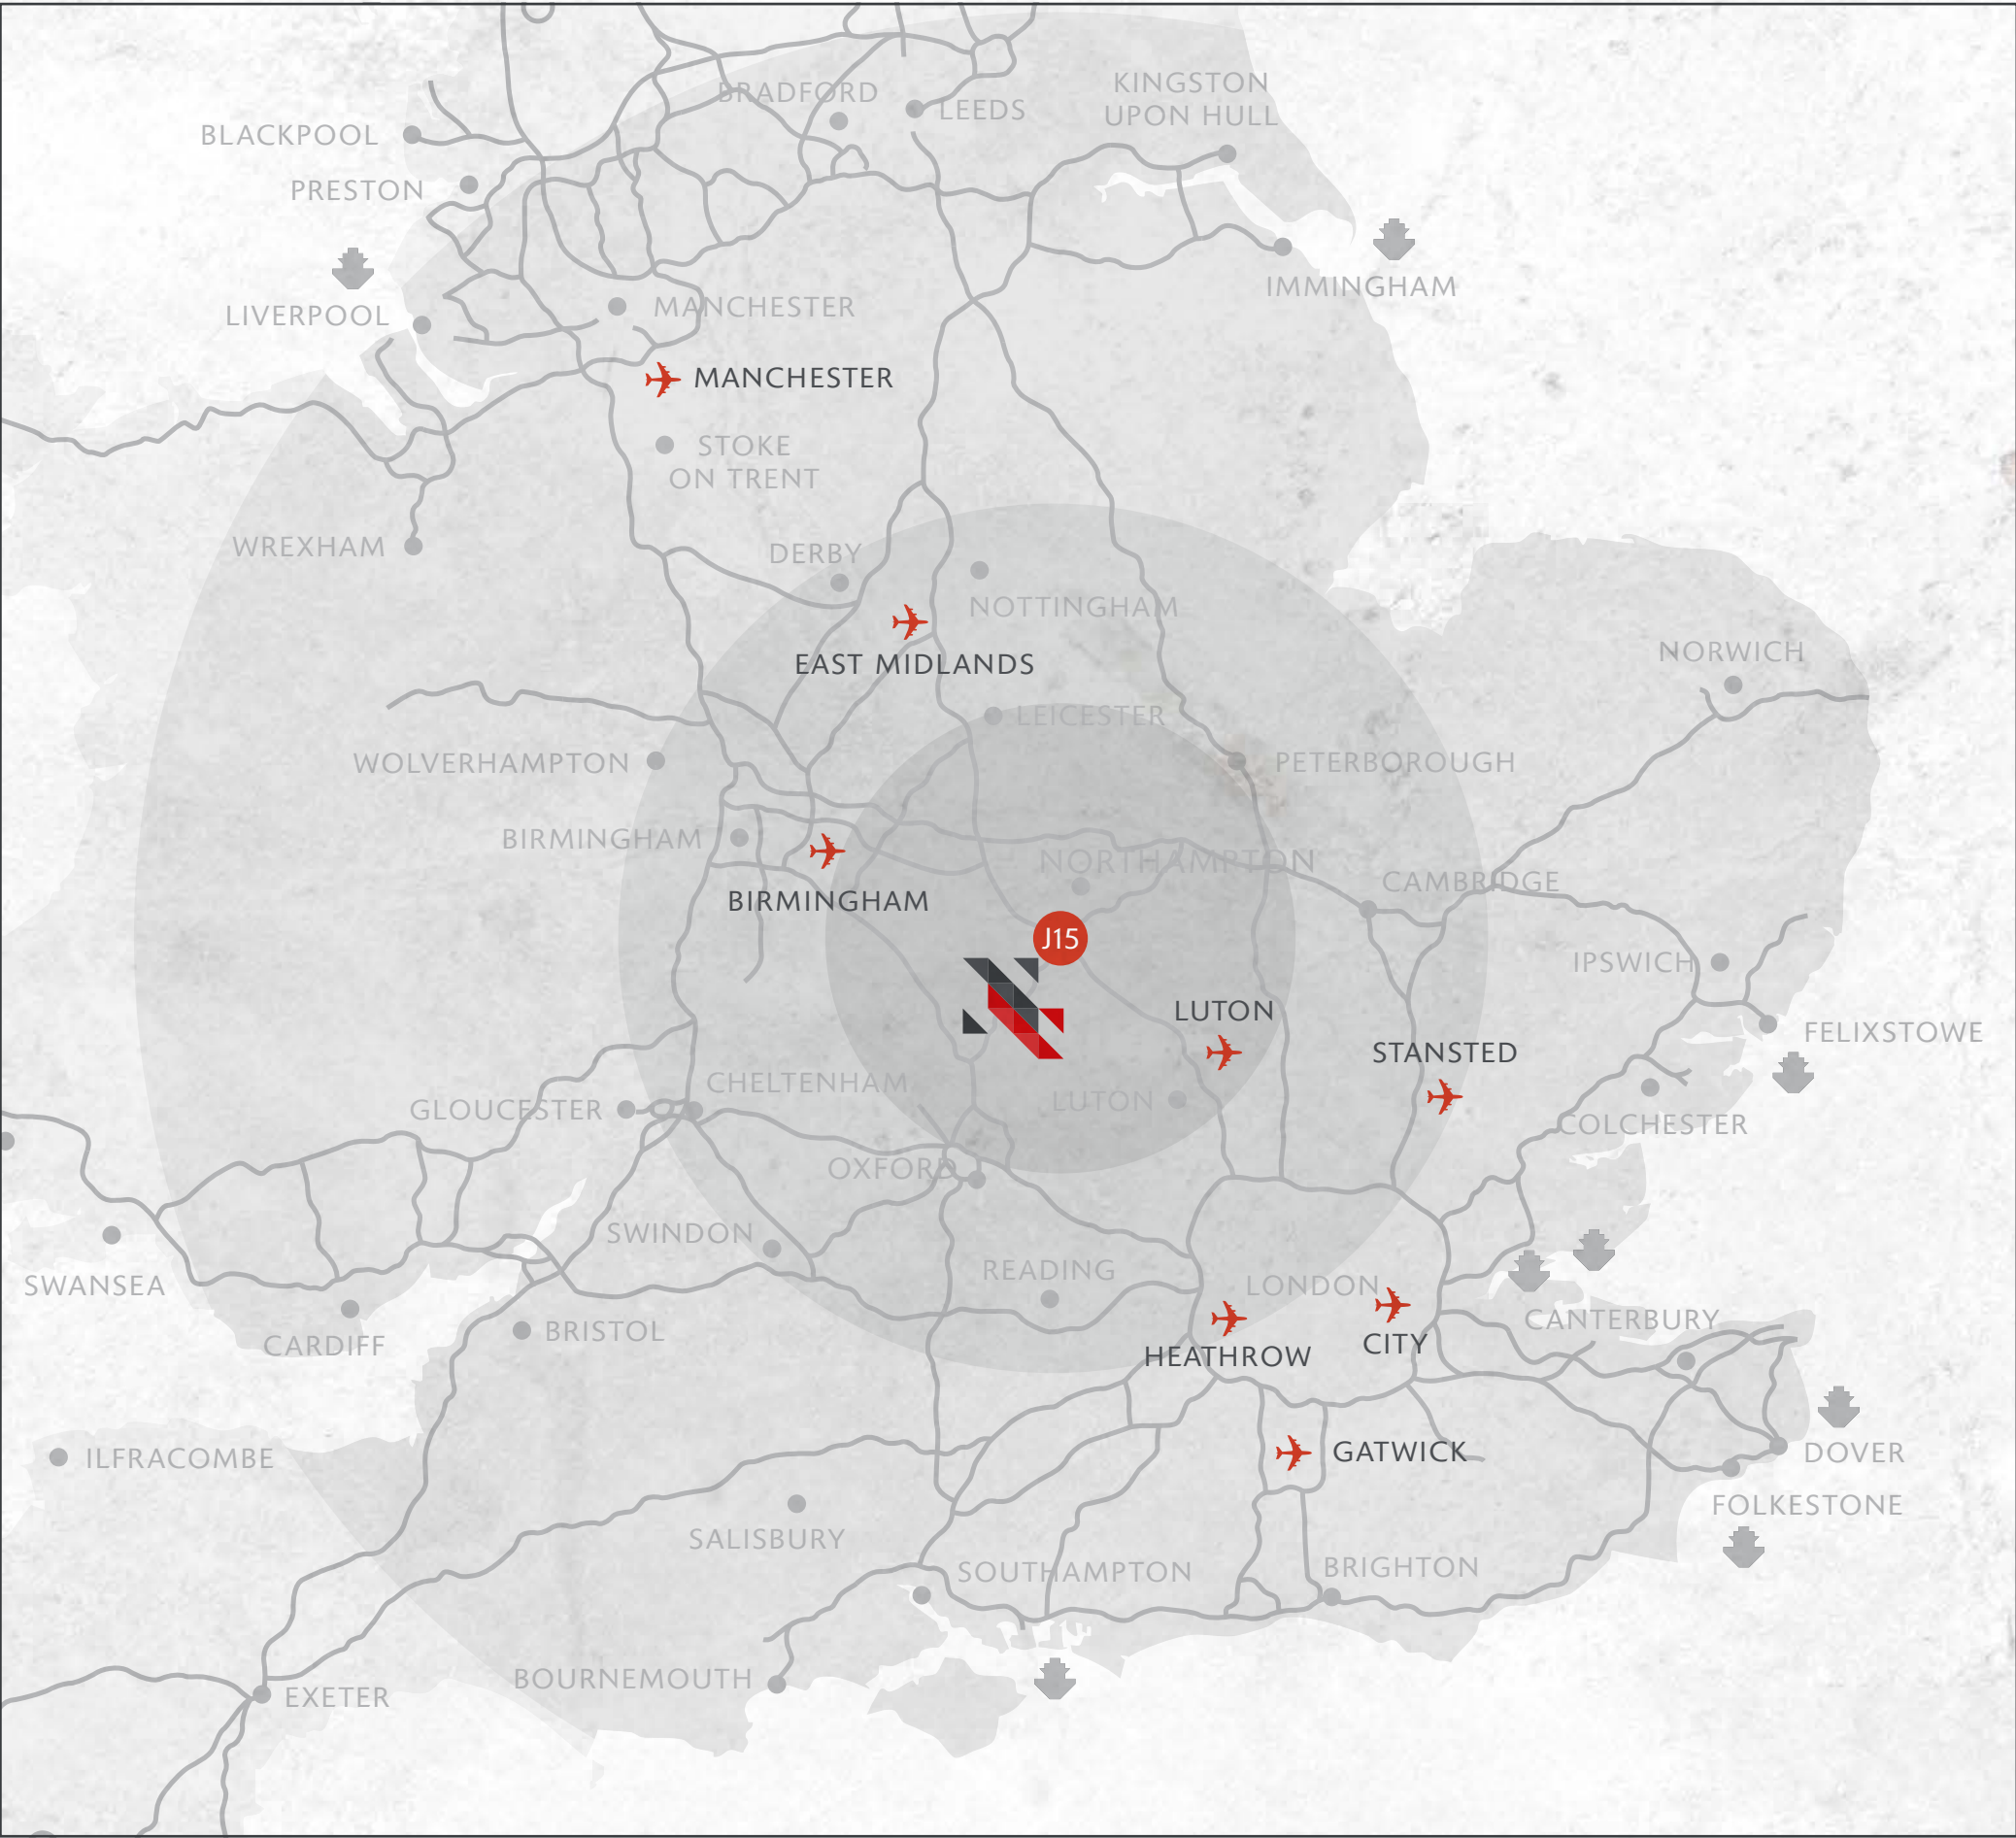 BRADFORD
LEEDS
KINGSTON
UPON HULL
BLACKPOOL
PRESTON
IMMINGHAM
LIVERPOOL
MANCHESTER
MANCHESTER
STOKE
ON TRENT
WREXHAM
DERBY
NOTTINGHAM
EAST MIDLANDS
NORWICH
LEICESTER
WOLVERHAMPTON
PETERBOROUGH
BIRMINGHAM
NORTHAMPTON
CAMBRIDGE
BIRMINGHAM
J15
IPSWICH
LUTON
FELIXSTOWE
STANSTED
CHELTENHAM
LUTON
GLOUCESTER
COLCHESTER
OXFORD
SWINDON
READING
LONDON
SWANSEA
CANTERBURY
BRISTOL
CARDIFF
CITY
HEATHROW
GATWICK
DOVER
ILFRACOMBE
FOLKESTONE
SALISBURY
SOUTHAMPTON
BRIGHTON
BOURNEMOUTH
EXETER